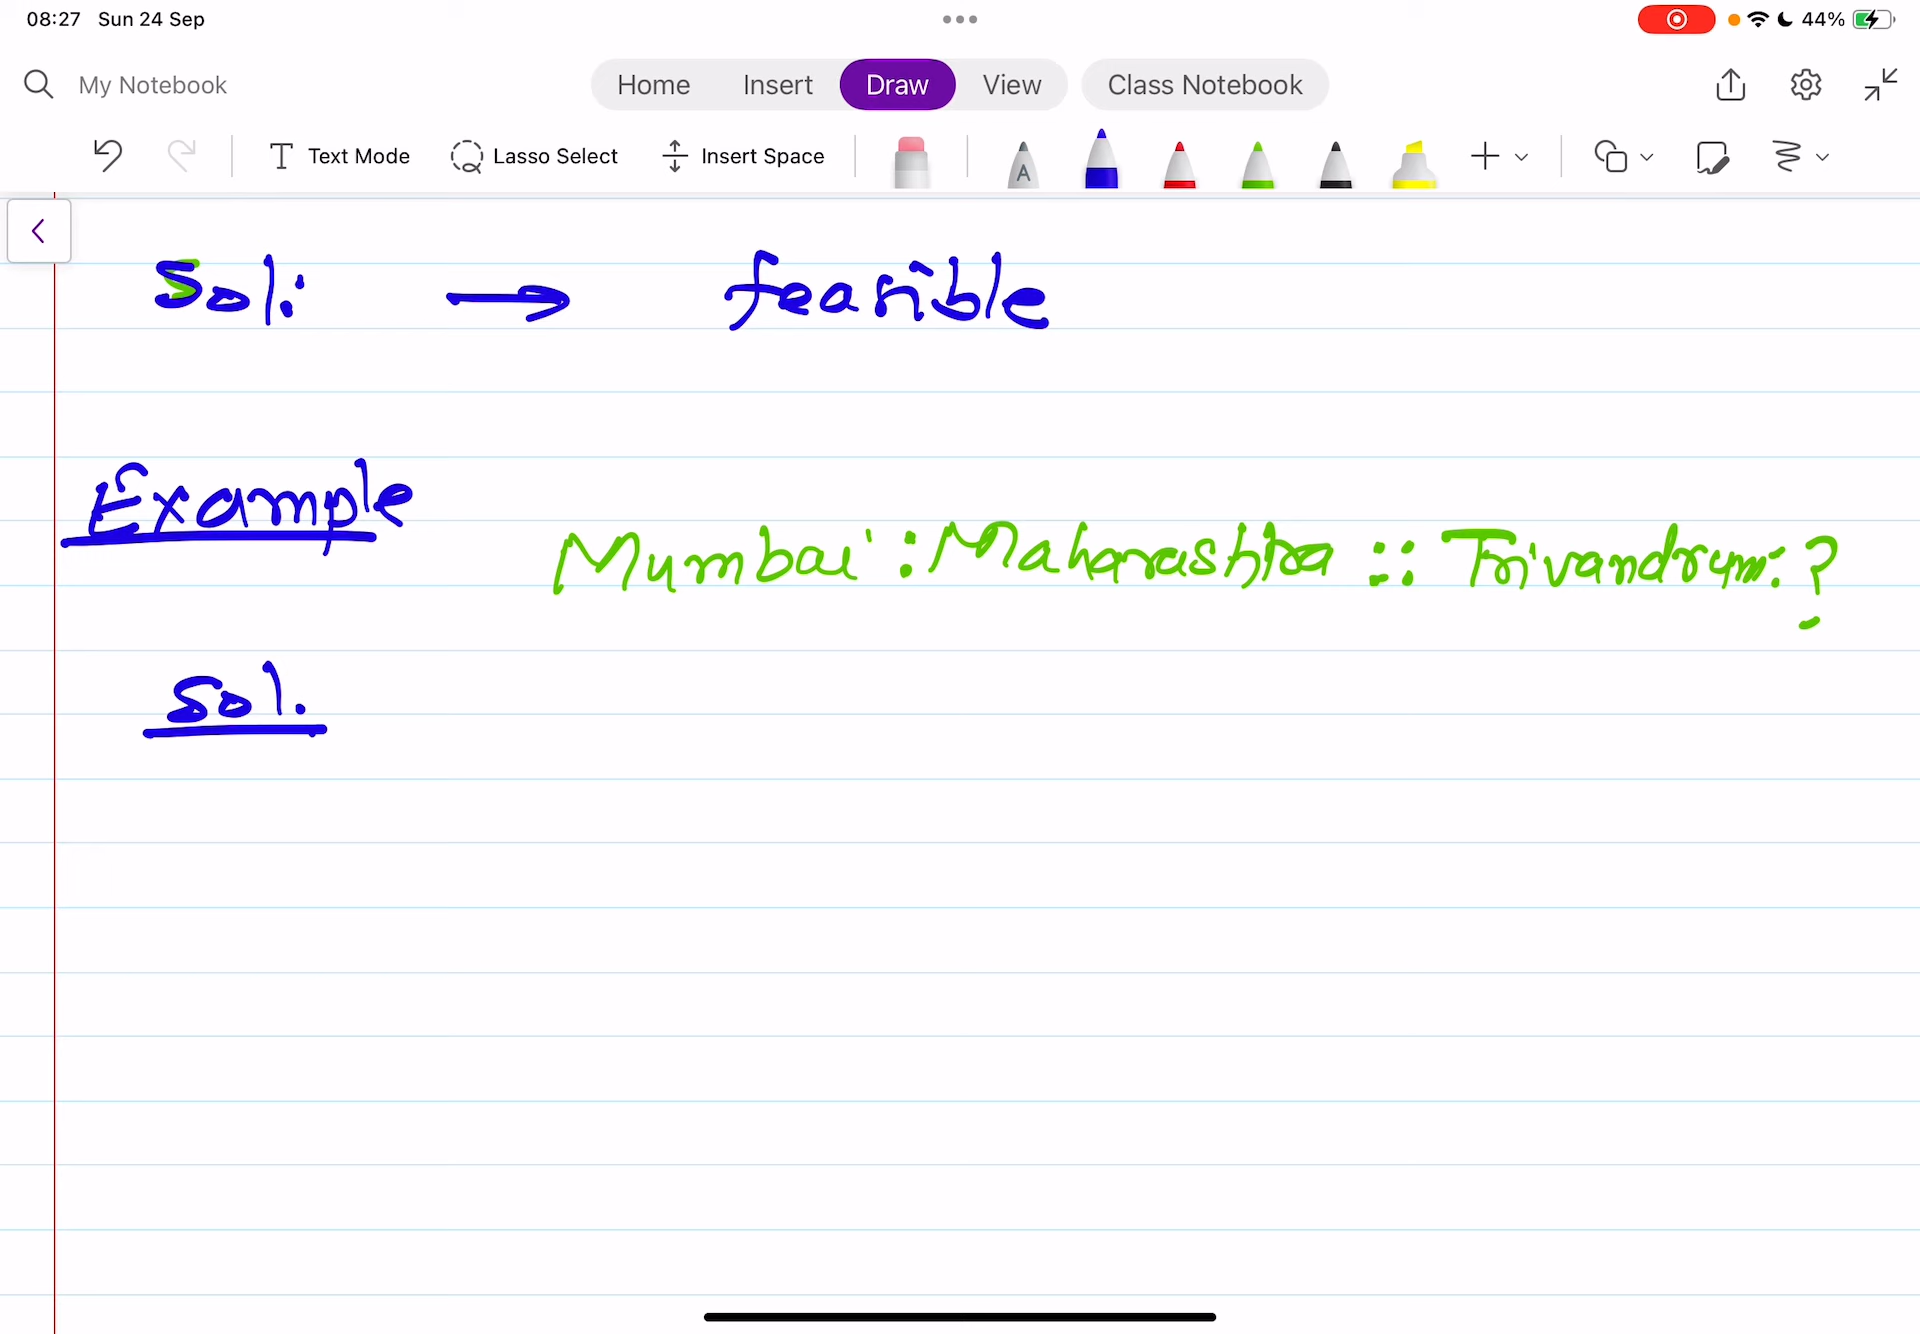 08:27 Sun 24 Sep 44%
My Notebook Home Insert Draw View Class Notebook
Text Mode Lasso Select Insert Space A
Sol: → feasible
Example
Mumbai : Maharashtra :: Trivandrum : ?
Sol.